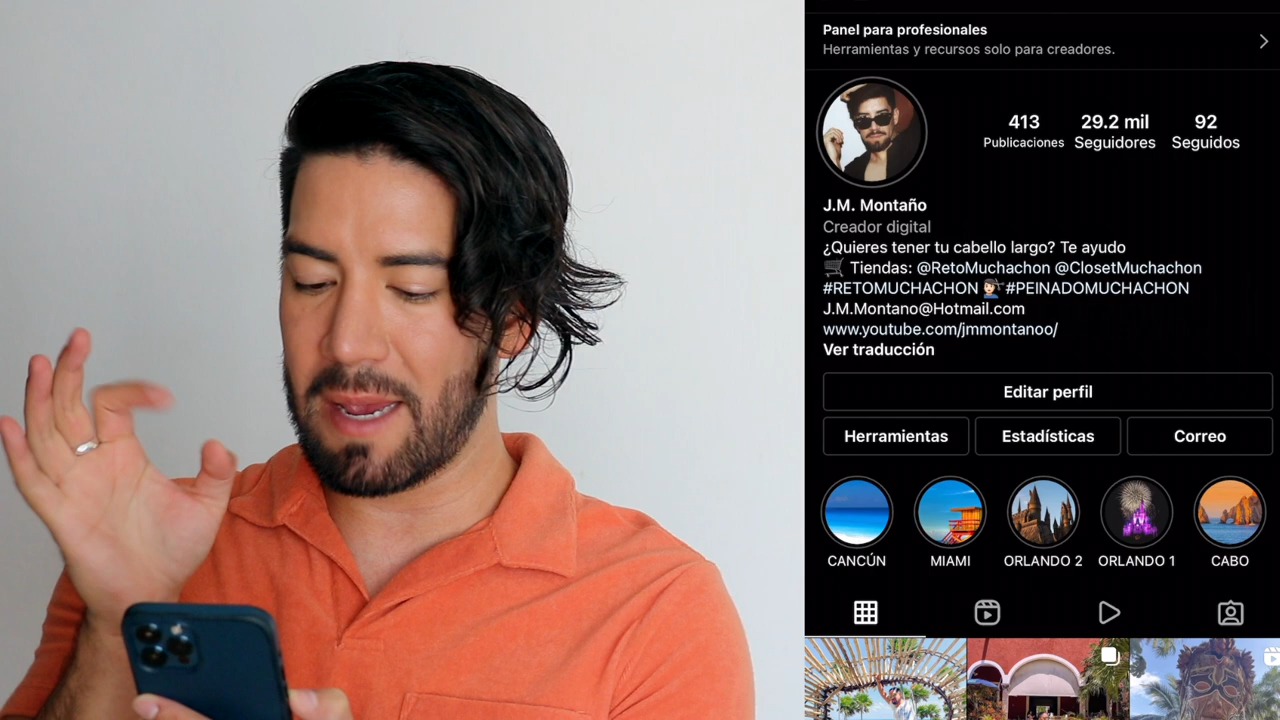 Panel para profesionales
Herramientas y recursos solo para creadores.
413 29.2 mil 92
Publicaciones Seguidores Seguidos
J.M. Montaño
Creador digital
¿Quieres tener tu cabello largo? Te ayudo
🛒 Tiendas: @RetoMuchachon @ClosetMuchachon
#RETOMUCHACHON 💇🏻‍♂️#PEINADOMUCHACHON
J.M.Montano@Hotmail.com
www.youtube.com/jmmontanoo/
Ver traducción
Editar perfil
Herramientas Estadísticas Correo
CANCÚN MIAMI ORLANDO 2 ORLANDO 1 CABO